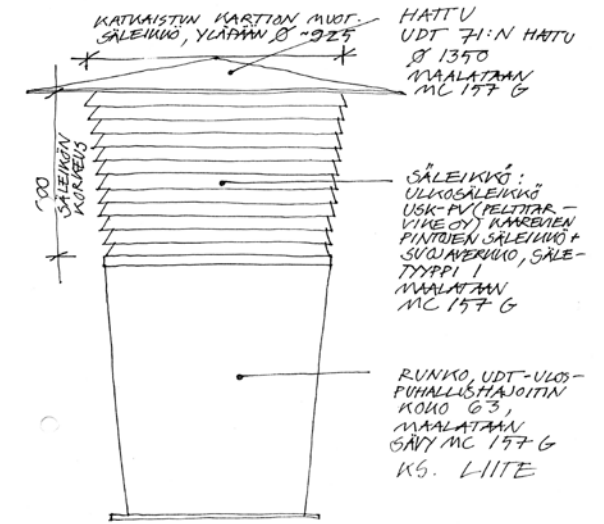 KATKAISTUN KARTION MUOT.
SÄLEIKKÖ, YLÄPÄÄN Ø ~925
HATTU
UDT 71:N HATTU
Ø 1350
MAALATAAN
MC 157 G
SÄLEIKÖN
KORKEUS
SÄLEIKKÖ:
ULKOSÄLEIKKÖ
USK-PV (PELTITAR-
VIKE OY) KAAREVIEN
PINTOJEN SÄLEIKKÖ +
SUOJAVERKKO, SÄLE-
TYYPPI 1
MAALATAAN
MC 157 G
RUNKO, UDT-ULOS-
PUHALLUSHAJOITIN
KOKO 63,
MAALATAAN
SÄVY MC 157 G
KS. LIITE